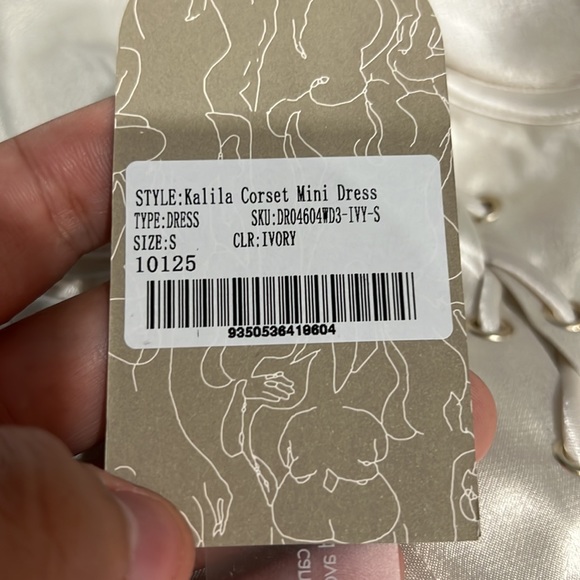 STYLE:Kalila Corset Mini Dress
TYPE:DRESS SKU:DR04604WD3-IVY-S
SIZE:S CLR:IVORY
10125
9350536418604